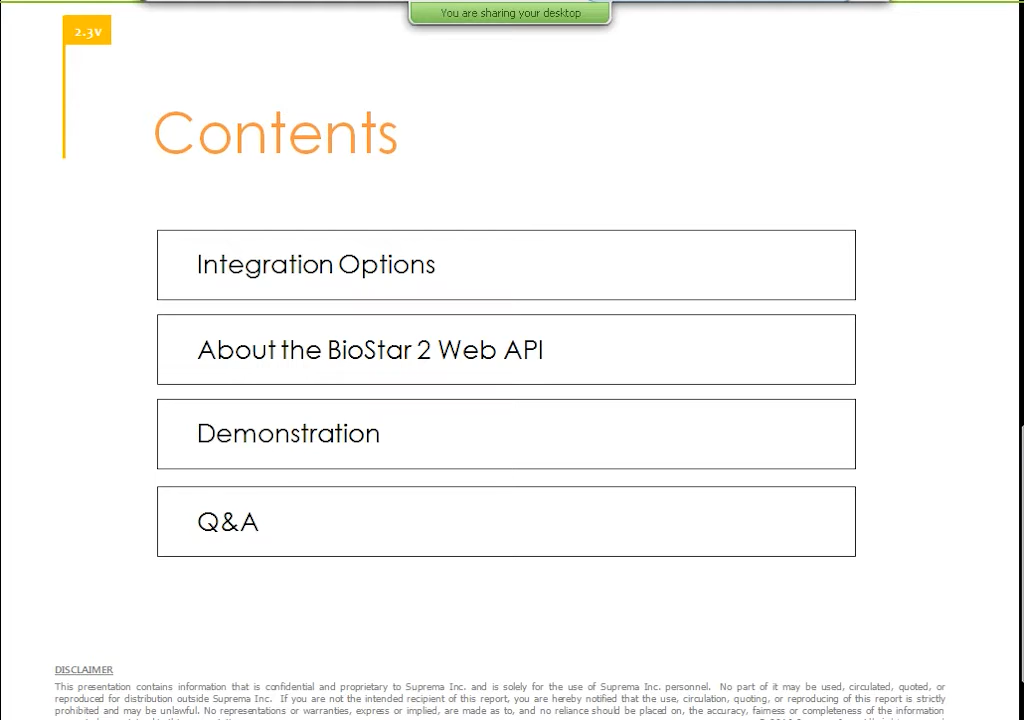 You are sharing your desktop
2.3v
Contents
Integration Options
About the BioStar 2 Web API
Demonstration
Q&A
DISCLAIMER
This presentation contains information that is confidential and proprietary to Suprema Inc. and is solely for the use of Suprema Inc. personnel. No part of it may be used, circulated, quoted, or
reproduced for distribution outside Suprema Inc. If you are not the intended recipient of this report, you are hereby notified that the use, circulation, quoting, or reproducing of this report is strictly
prohibited and may be unlawful. No representations or warranties, express or implied, are made as to, and no reliance should be placed on, the accuracy, fairness or completeness of the information